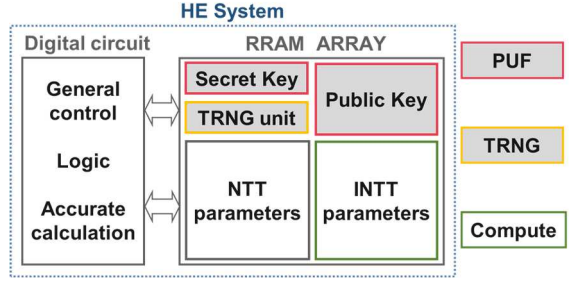 HE System
Digital circuit
RRAM ARRAY
General
control
Logic
Accurate
calculation
Secret Key
TRNG unit
Public Key
NTT
parameters
INTT
parameters
PUF
TRNG
Compute